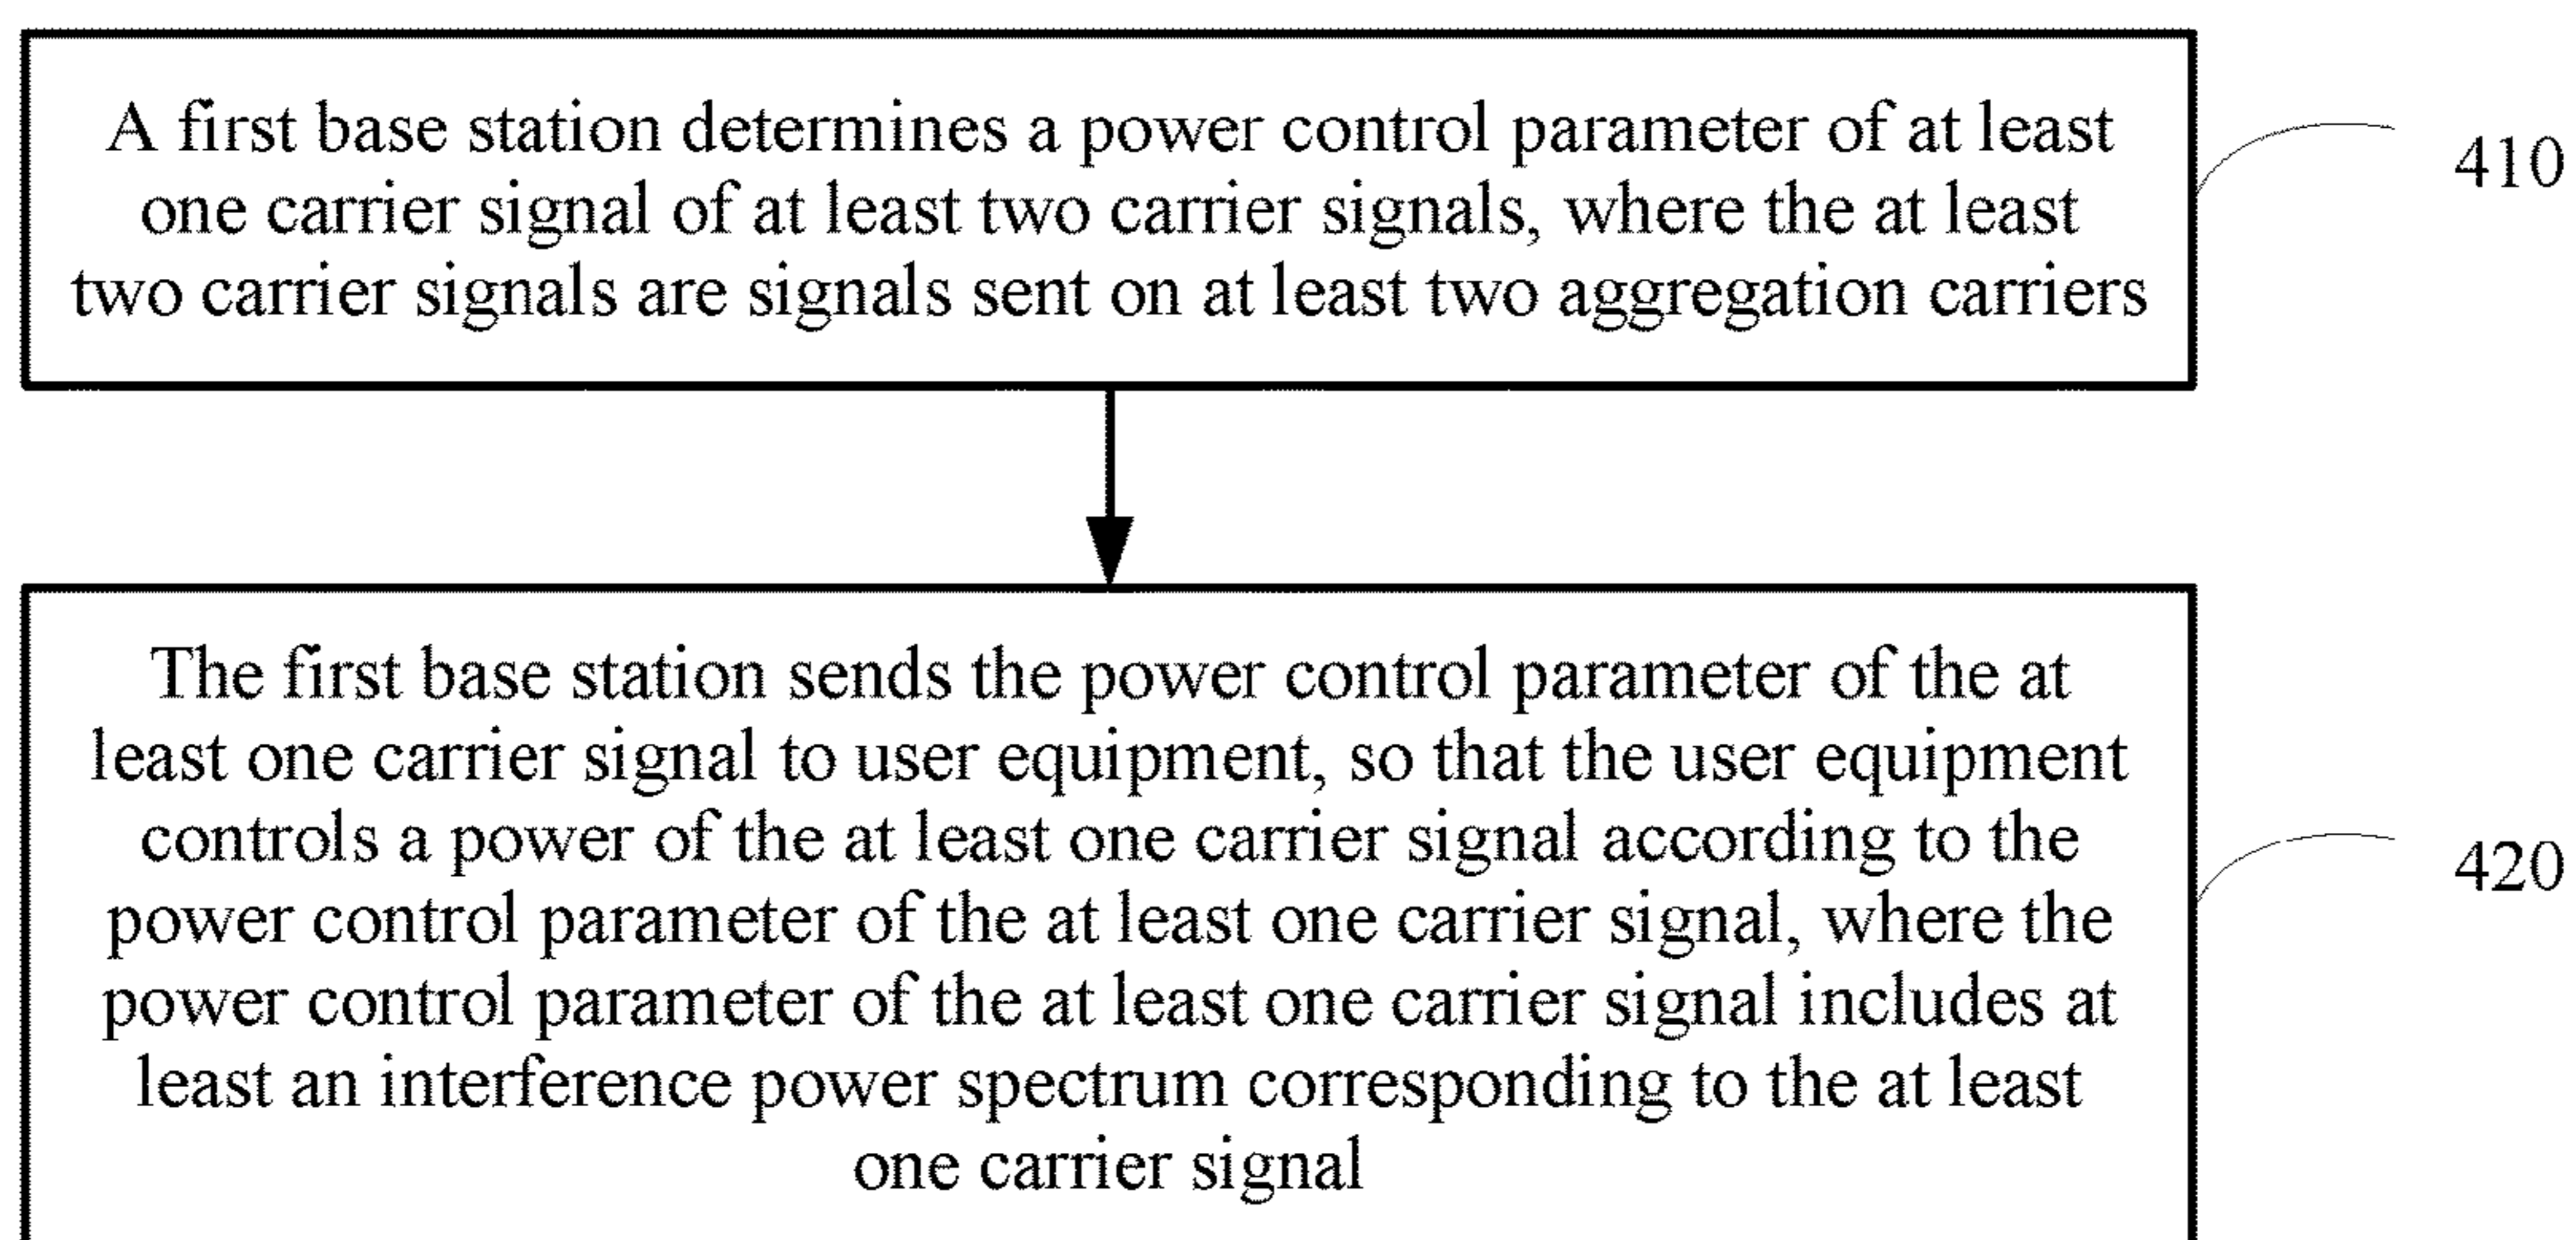 A first base station determines a power control parameter of at least
one carrier signal of at least two carrier signals, where the at least
two carrier signals are signals sent on at least two aggregation carriers
410
The first base station sends the power control parameter of the at
least one carrier signal to user equipment, so that the user equipment
controls a power of the at least one carrier signal according to the
power control parameter of the at least one carrier signal, where the
power control parameter of the at least one carrier signal includes at
least an interference power spectrum corresponding to the at least
one carrier signal
420